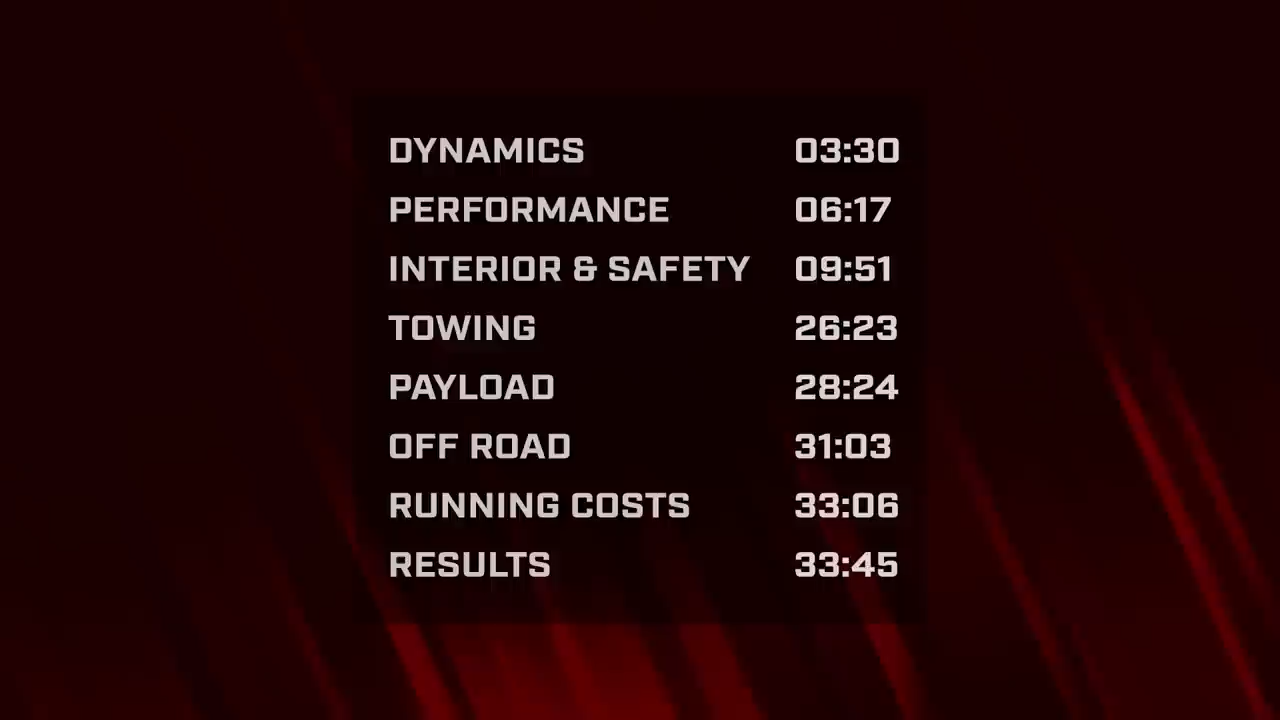 DYNAMICS 03:30
PERFORMANCE 06:17
INTERIOR & SAFETY 09:51
TOWING 26:23
PAYLOAD 28:24
OFF ROAD 31:03
RUNNING COSTS 33:06
RESULTS 33:45